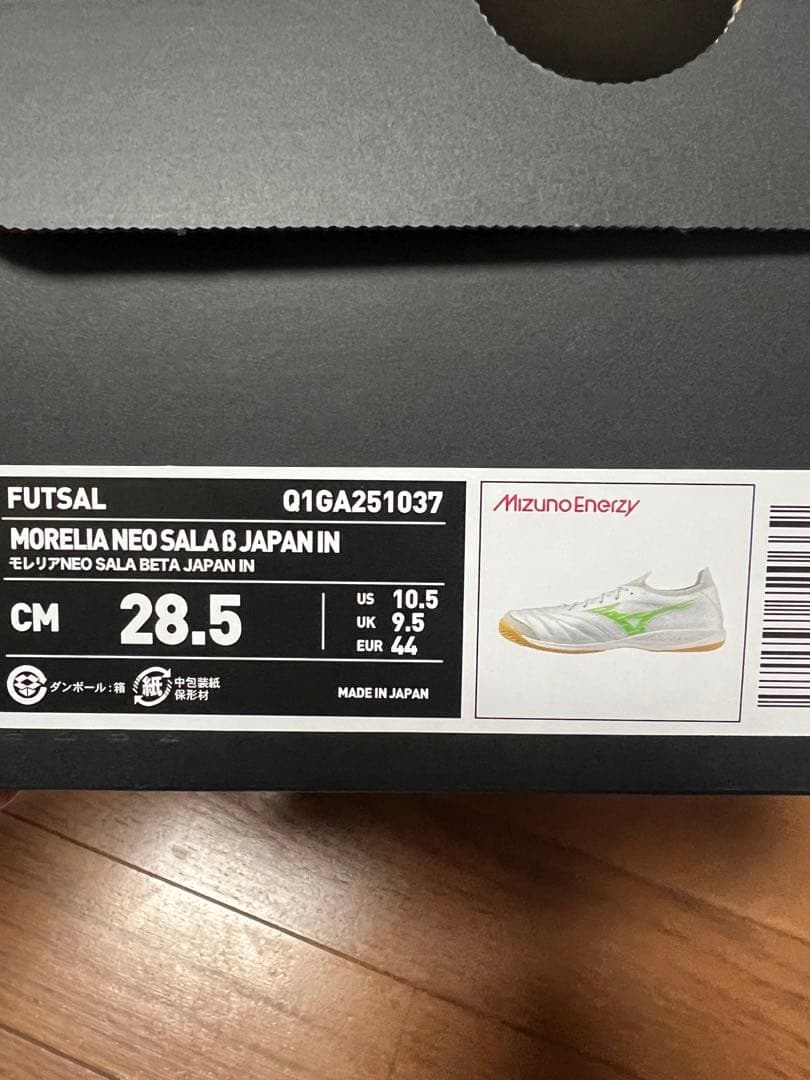 FUTSAL Q1GA251037
MORELIA NEO SALA β JAPAN IN
モレリアNEO SALA BETA JAPAN IN
CM 28.5
US 10.5
UK 9.5
EUR 44
ダンボール:箱
紙
中包装紙
保形材
MADE IN JAPAN
MizunoEnerzy